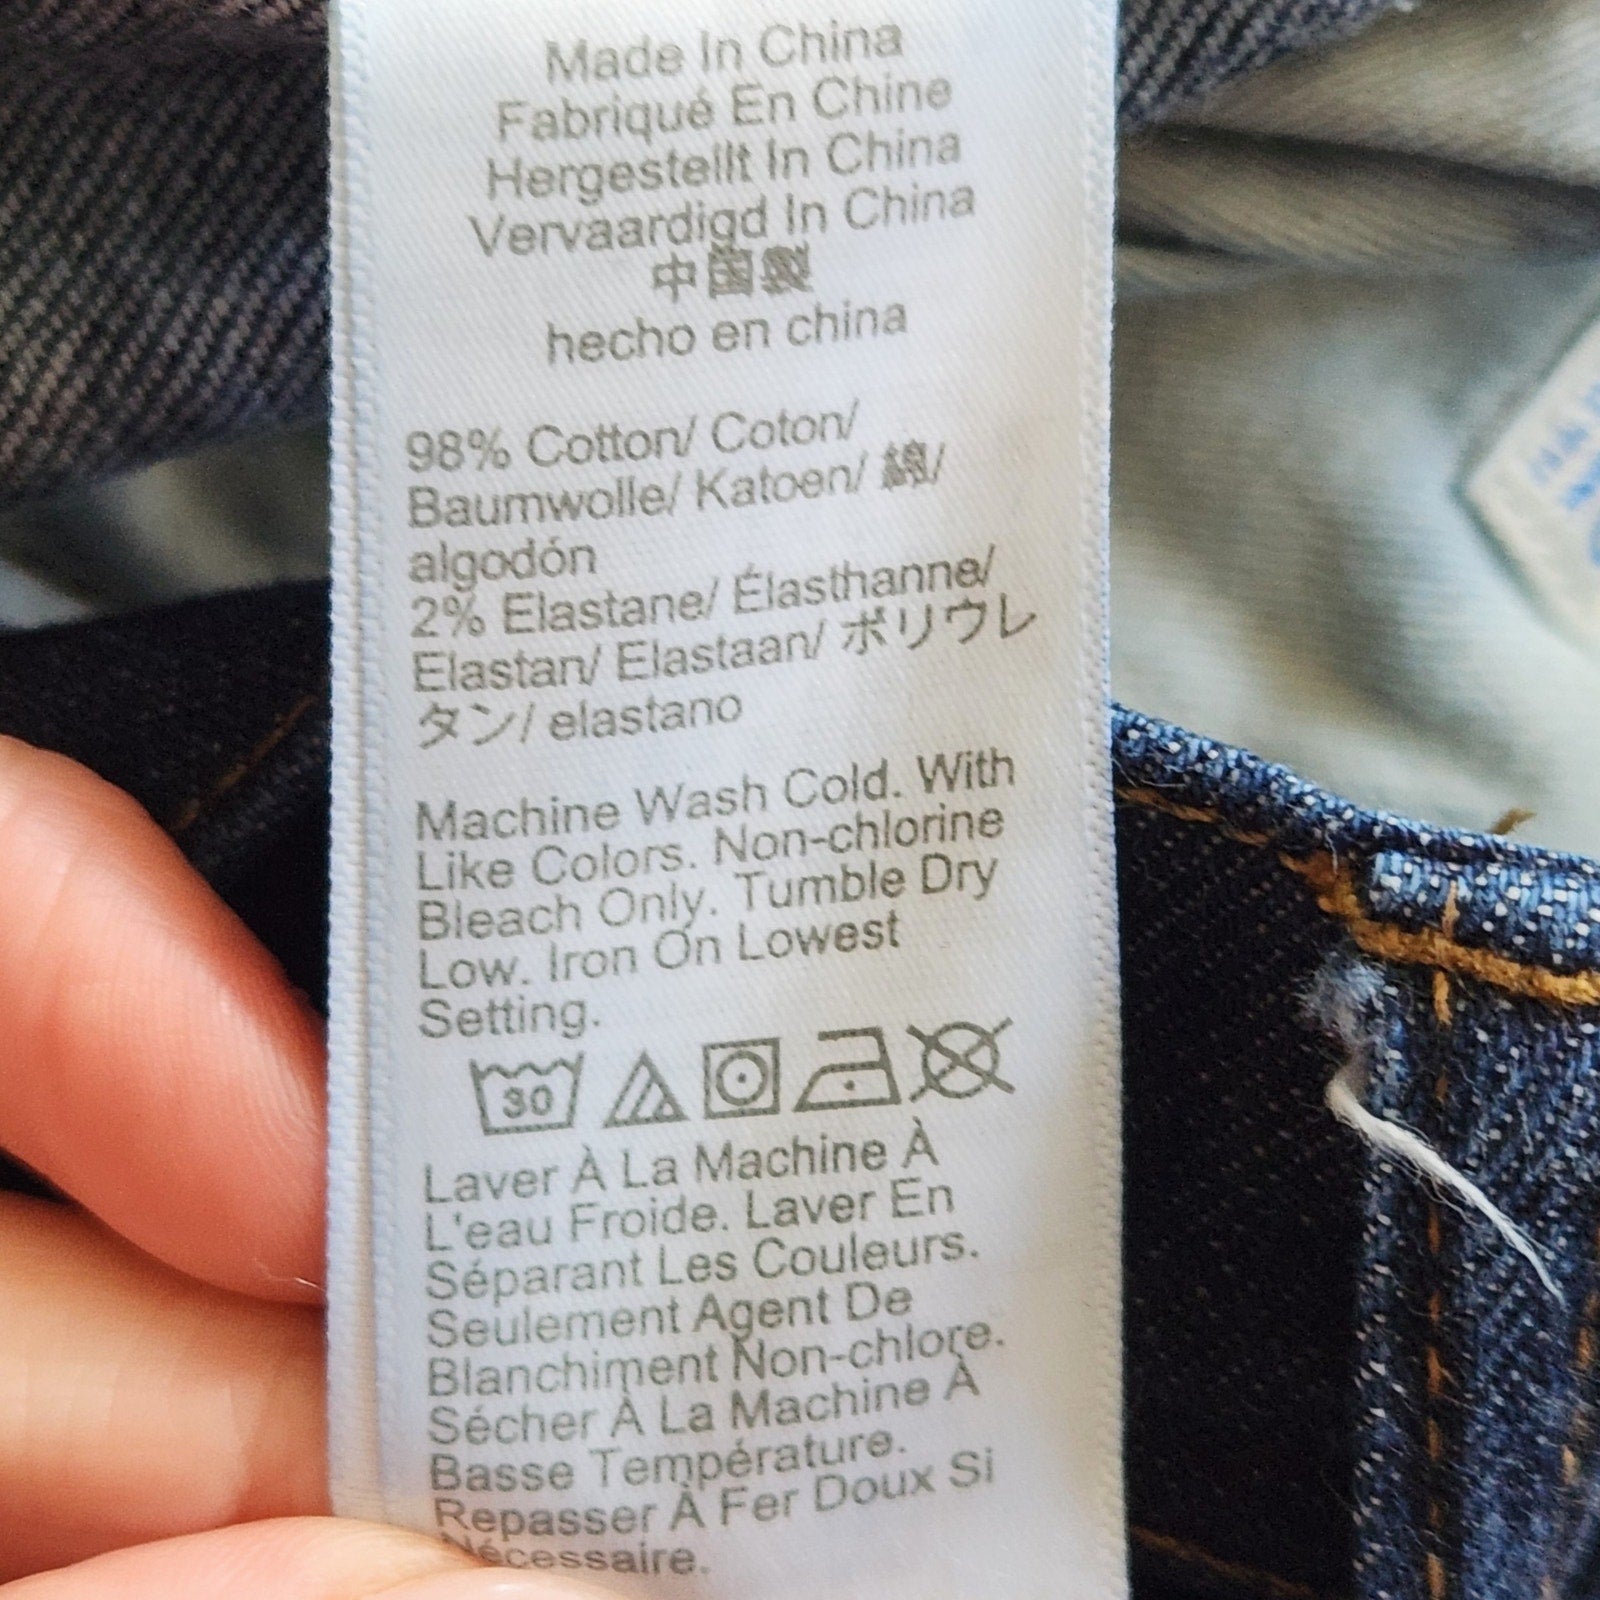 Made In China
Fabriqué En Chine
Hergestellt In China
Vervaardigd In China
中国製
hecho en china
98% Cotton/ Coton/
Baumwolle/ Katoen/ 綿/
algodón
2% Elastane/ Élasthanne/
Elastan/ Elastaan/ ポリウレ
タン/ elastano
Machine Wash Cold. With
Like Colors. Non-chlorine
Bleach Only. Tumble Dry
Low. Iron On Lowest
Setting.
30
Laver À La Machine À
L'eau Froide. Laver En
Séparant Les Couleurs.
Seulement Agent De
Blanchiment Non-chlore.
Sécher À La Machine À
Basse Température.
Repasser À Fer Doux Si
Nécessaire.